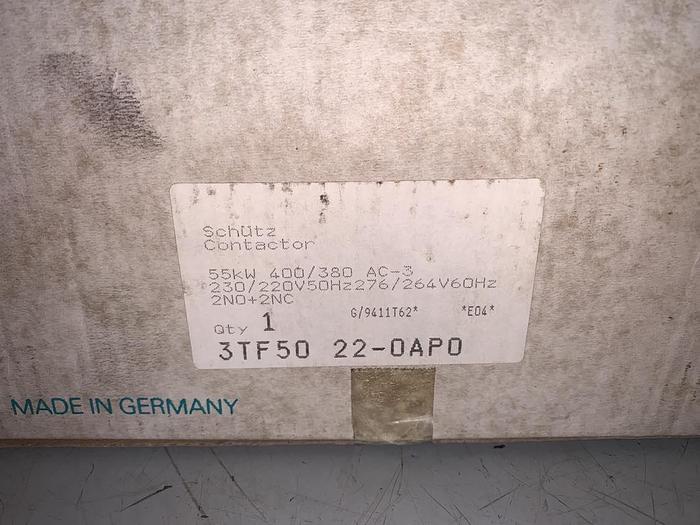 Schütz
Contactor
55kW 400/380 AC-3
230/220V50Hz276/264V60Hz
2NO+2NC
G/9411T62* *E04*
Qty 1
3TF50 22-0AP0
MADE IN GERMANY